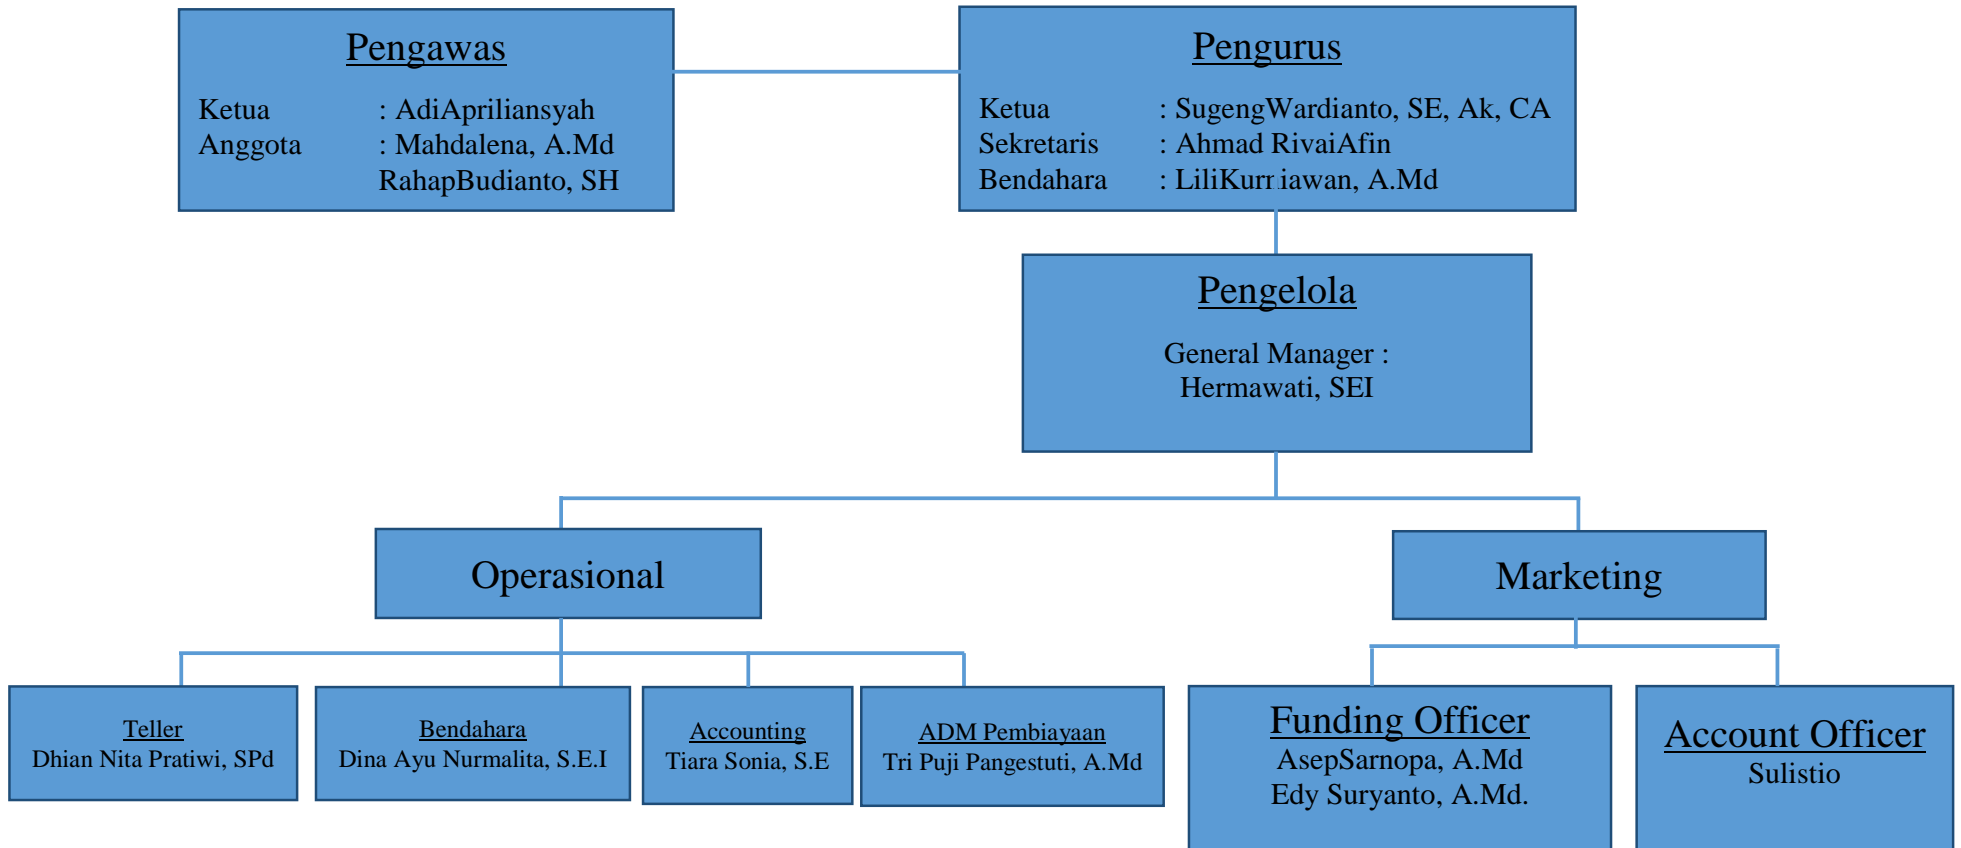 Pengawas
Ketua : AdiApriliansyah
Anggota : Mahdalena, A.Md
RahapBudianto, SH
Pengurus
Ketua : SugengWardianto, SE, Ak, CA
Sekretaris : Ahmad RivaiAfin
Bendahara : LiliKurniawan, A.Md
Pengelola
General Manager :
Hermawati, SEI
Operasional
Marketing
Teller
Dhian Nita Pratiwi, SPd
Bendahara
Dina Ayu Nurmalita, S.E.I
Accounting
Tiara Sonia, S.E
ADM Pembiayaan
Tri Puji Pangestuti, A.Md
Funding Officer
AsepSarnopa, A.Md
Edy Suryanto, A.Md.
Account Officer
Sulistio